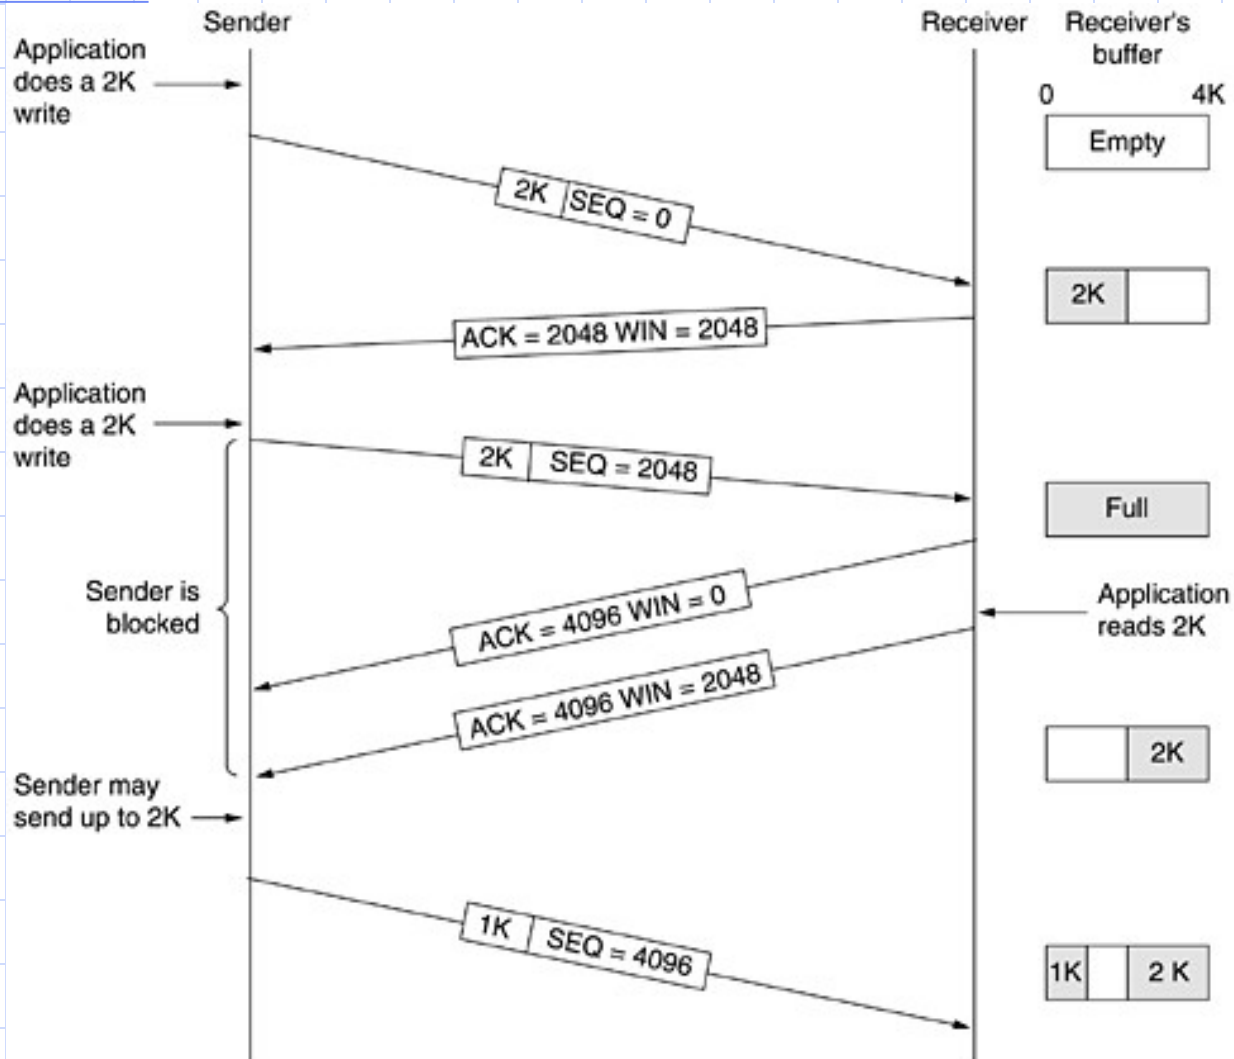 Sender
Receiver
Receiver's
buffer
Application
does a 2K
write
0
4K
Empty
2K
SEQ = 0
2K
ACK = 2048 WIN = 2048
Application
does a 2K
write
2K
SEQ = 2048
Full
Sender is
blocked
ACK = 4096 WIN = 0
Application
reads 2K
ACK = 4096 WIN = 2048
2K
Sender may
send up to 2K
1K
SEQ = 4096
1K
2 K